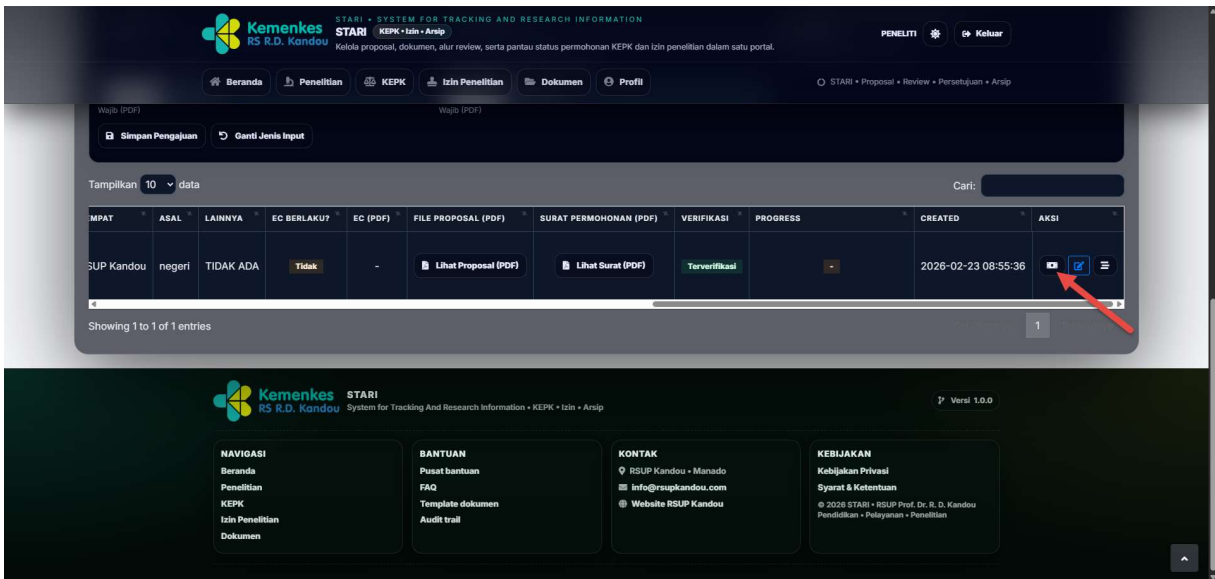 Kemenkes
RS R.D. Kandou
STARI • SYSTEM FOR TRACKING AND RESEARCH INFORMATION
STARI KEPK • Izin • Arsip
Kelola proposal, dokumen, alur review, serta pantau status permohonan KEPK dan izin penelitian dalam satu portal.
PENELITI Keluar
Beranda Penelitian KEPK Izin Penelitian Dokumen Profil
STARI • Proposal • Review • Persetujuan • Arsip
Wajib (PDF) Wajib (PDF)
Simpan Pengajuan Ganti Jenis Input
Tampilkan 10 data Cari:
MPAT ASAL LAINNYA EC BERLAKU? EC (PDF) FILE PROPOSAL (PDF) SURAT PERMOHONAN (PDF) VERIFIKASI PROGRESS CREATED AKSI
SUP Kandou negeri TIDAK ADA Tidak - Lihat Proposal (PDF) Lihat Surat (PDF) Terverifikasi - 2026-02-23 08:55:36
Showing 1 to 1 of 1 entries 1
Kemenkes
RS R.D. Kandou
STARI
System for Tracking And Research Information • KEPK • Izin • Arsip
Versi 1.0.0
NAVIGASI
Beranda
Penelitian
KEPK
Izin Penelitian
Dokumen
BANTUAN
Pusat bantuan
FAQ
Template dokumen
Audit trail
KONTAK
RSUP Kandou • Manado
info@rsupkandou.com
Website RSUP Kandou
KEBIJAKAN
Kebijakan Privasi
Syarat & Ketentuan
© 2026 STARI • RSUP Prof. Dr. R. D. Kandou
Pendidikan • Pelayanan • Penelitian